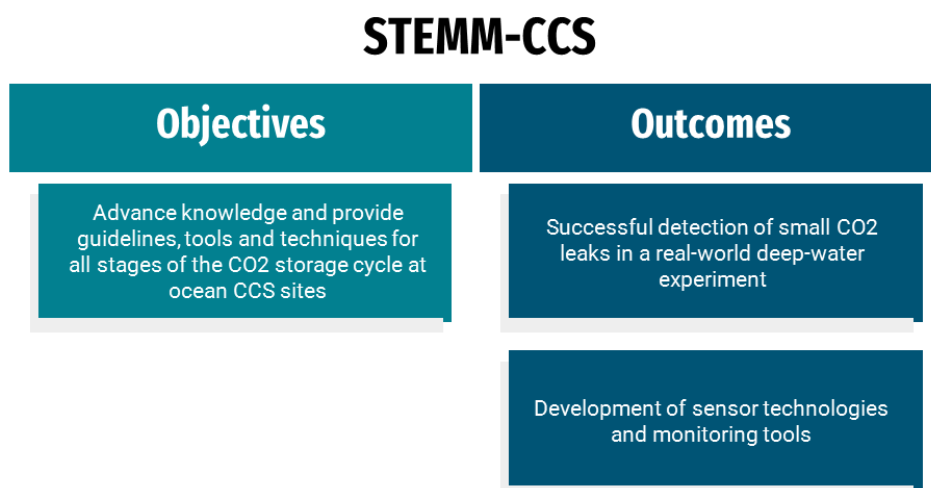 STEMM-CCS
Objectives
Outcomes
Advance knowledge and provide
guidelines, tools and techniques for
all stages of the CO2 storage cycle at
ocean CCS sites
Successful detection of small CO2
leaks in a real-world deep-water
experiment
Development of sensor technologies
and monitoring tools